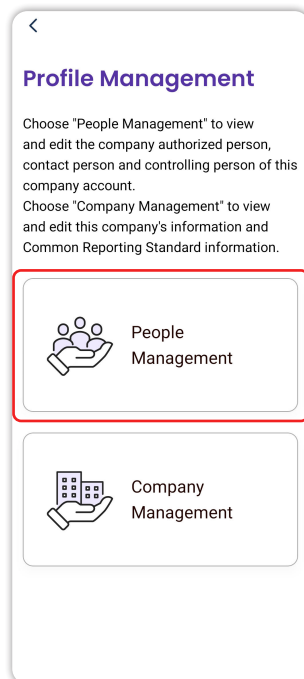 Profile Management
Choose "People Management" to view
and edit the company authorized person,
contact person and controlling person of this
company account.
Choose "Company Management" to view
and edit this company's information and
Common Reporting Standard information.
People
Management
Company
Management